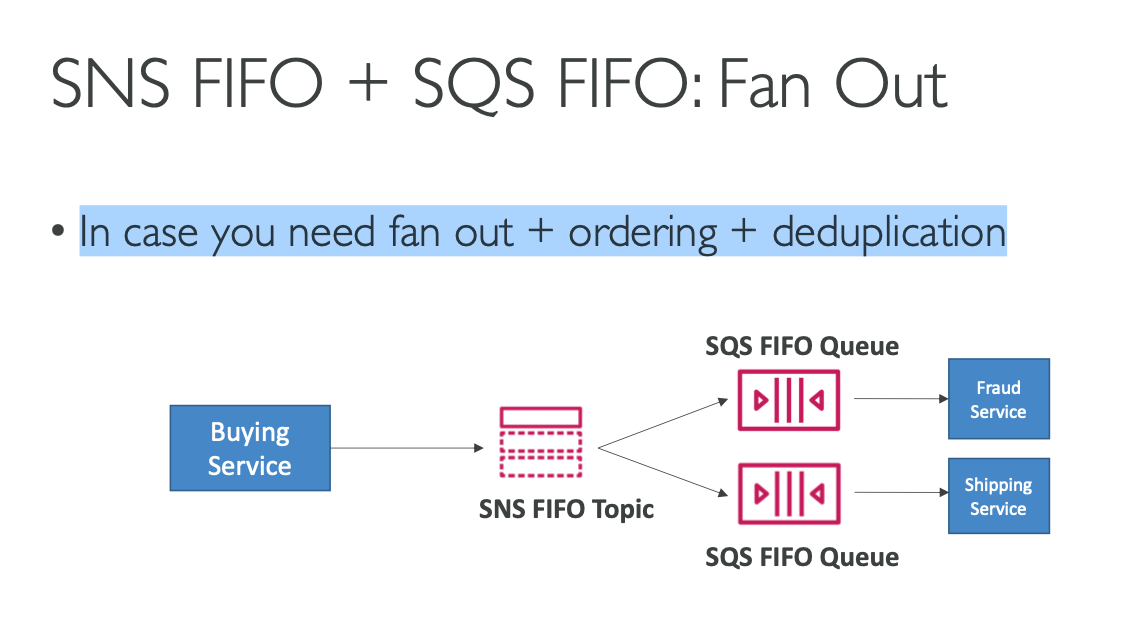 SNS FIFO + SQS FIFO: Fan Out
• In case you need fan out + ordering + deduplication
Buying
Service
SNS FIFO Topic
SQS FIFO Queue
Fraud
Service
SQS FIFO Queue
Shipping
Service